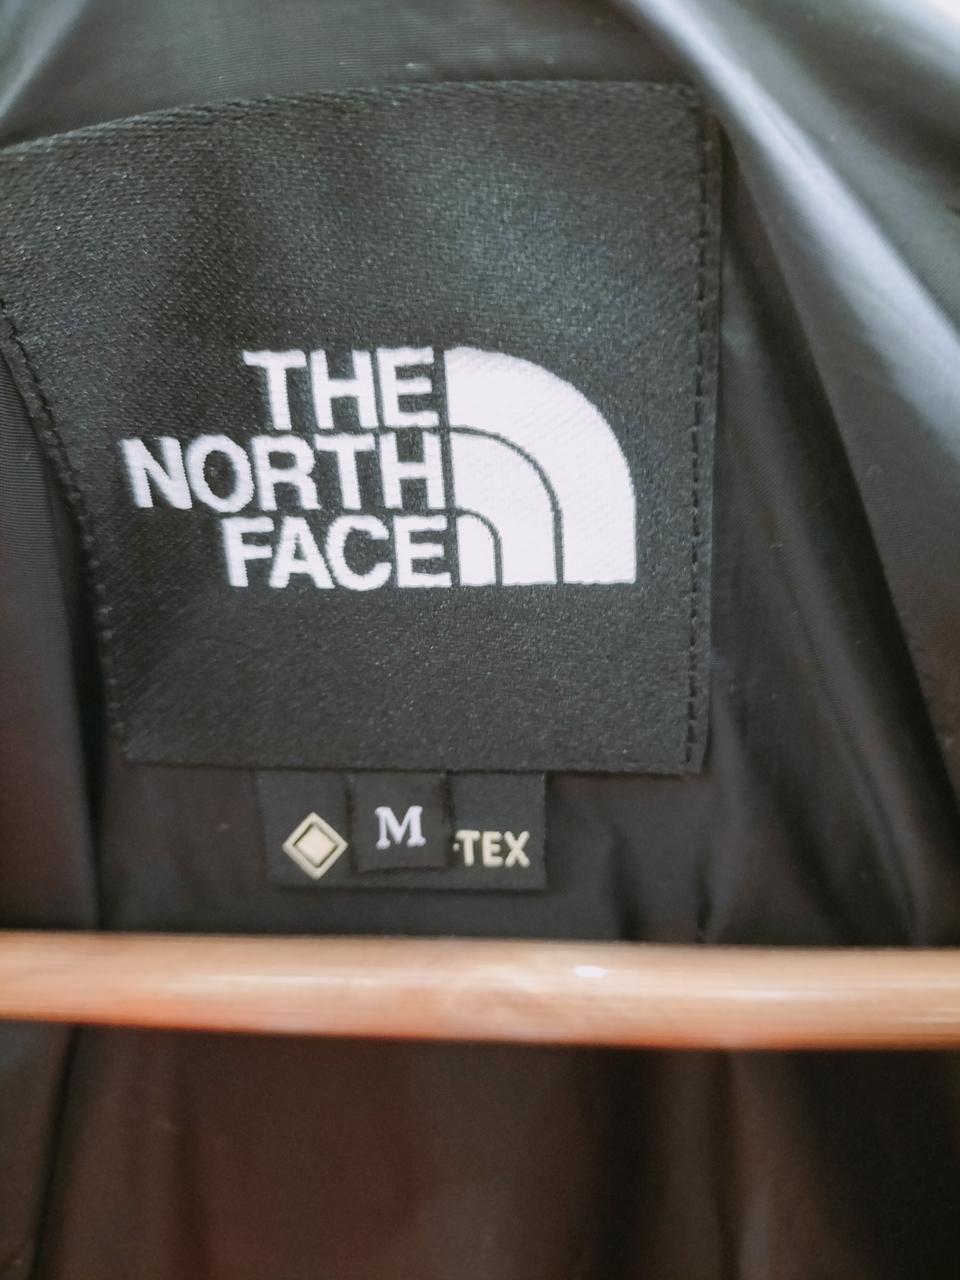 THE
NORTH
FACE
M
-TEX